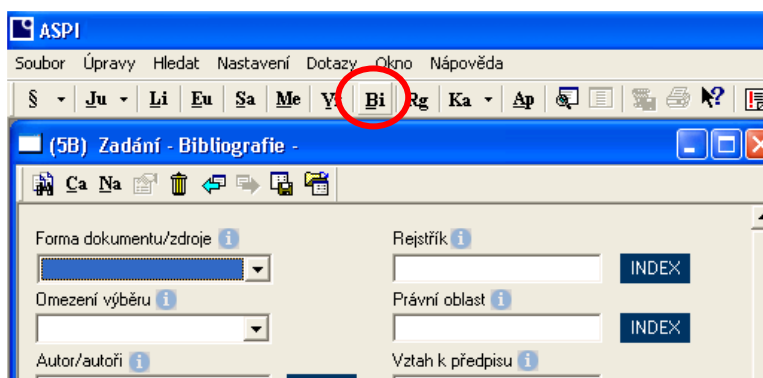 ASPI
Soubor Úpravy Hledat Nastavení Dotazy Okno Nápověda
§ Ju Li Eu Sa Me Bi Rg Ka Ap
(5B) Zadání - Bibliografie -
Ca Na
Forma dokumentu/zdroje Rejstřík
INDEX
Omezení výběru Právní oblast
INDEX
Autor/autoři Vztah k předpisu